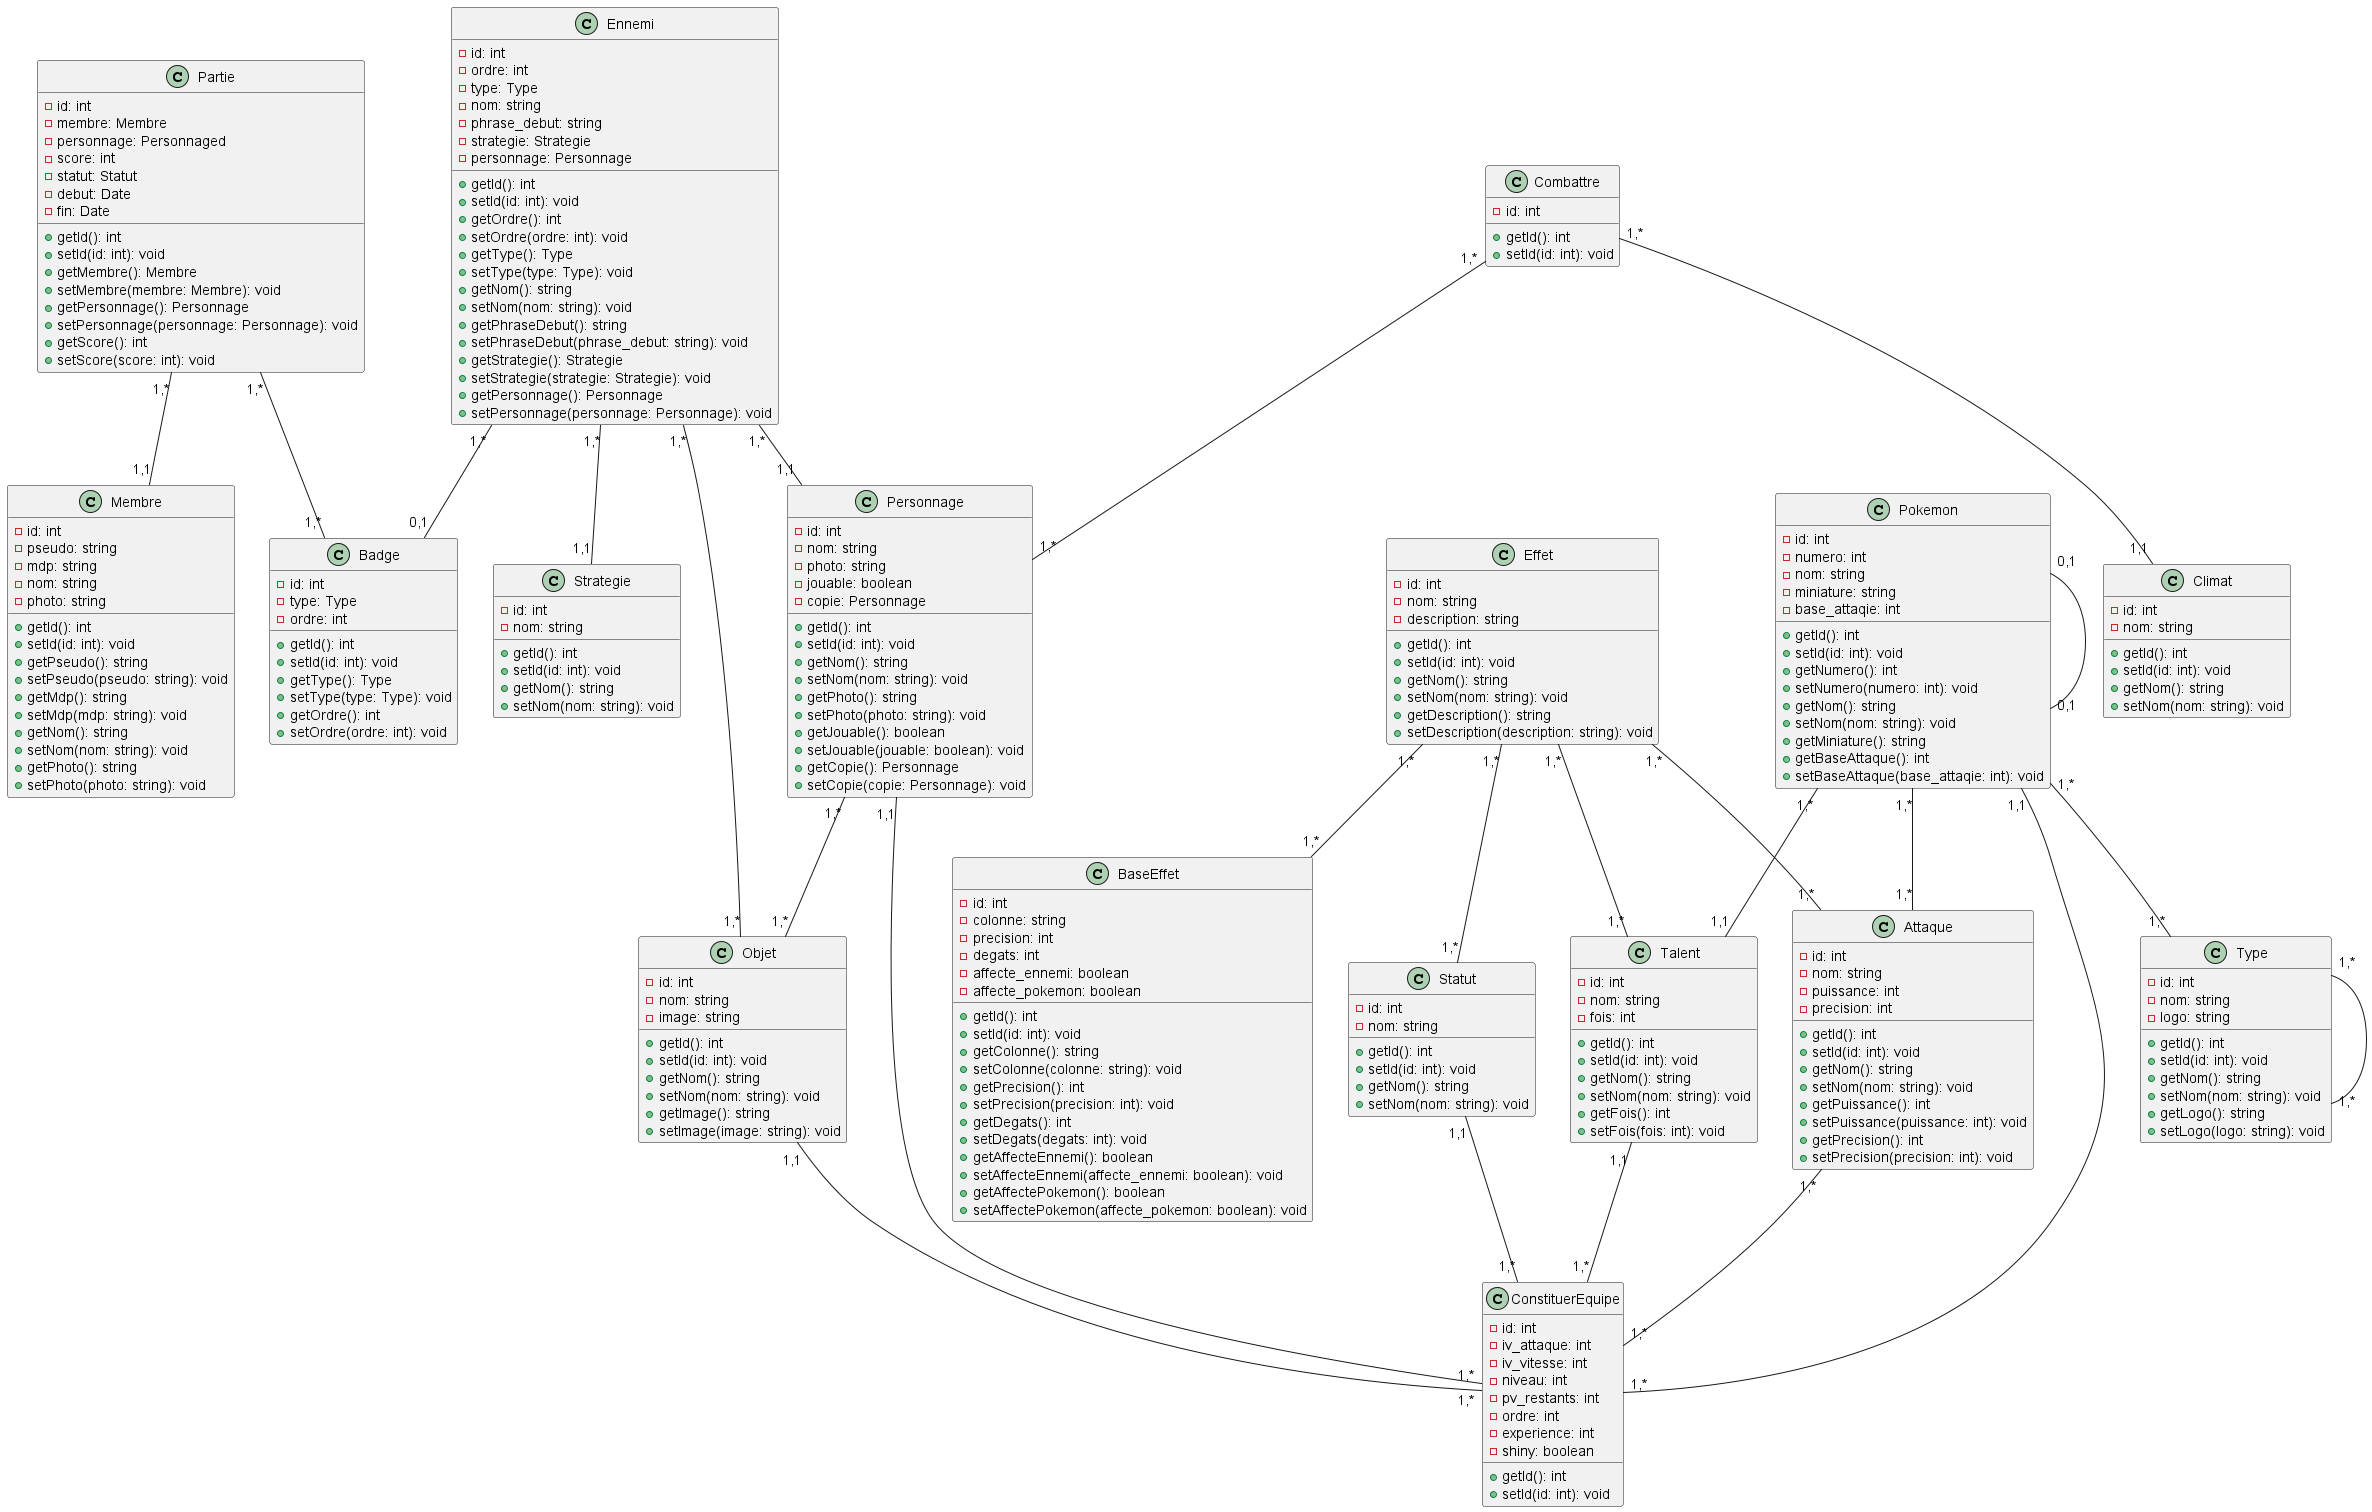 Ennemi
id: int
ordre: int
type: Type
nom: string
phrase_debut: string
strategie: Strategie
personnage: Personnage
getId(): int
setId(id: int): void
getOrdre(): int
setOrdre(ordre: int): void
getType(): Type
setType(type: Type): void
getNom(): string
setNom(nom: string): void
getPhraseDebut(): string
setPhraseDebut(phrase_debut: string): void
getStrategie(): Strategie
setStrategie(strategie: Strategie): void
getPersonnage(): Personnage
setPersonnage(personnage: Personnage): void
Partie
id: int
membre: Membre
personnage: Personnaged
score: int
statut: Statut
debut: Date
fin: Date
getId(): int
setId(id: int): void
getMembre(): Membre
setMembre(membre: Membre): void
getPersonnage(): Personnage
setPersonnage(personnage: Personnage): void
getScore(): int
setScore(score: int): void
Combattre
id: int
getId(): int
setId(id: int): void
1,*
1,*
1,*
1,*
1,*
1,*
1,*
1,*
1,1
1,*
0,1
1,1
1,1
1,*
1,1
Membre
id: int
pseudo: string
mdp: string
nom: string
photo: string
getId(): int
setId(id: int): void
getPseudo(): string
setPseudo(pseudo: string): void
getMdp(): string
setMdp(mdp: string): void
getNom(): string
setNom(nom: string): void
getPhoto(): string
setPhoto(photo: string): void
Badge
id: int
type: Type
ordre: int
getId(): int
setId(id: int): void
getType(): Type
setType(type: Type): void
getOrdre(): int
setOrdre(ordre: int): void
Strategie
id: int
nom: string
getId(): int
setId(id: int): void
getNom(): string
setNom(nom: string): void
Personnage
id: int
nom: string
photo: string
jouable: boolean
copie: Personnage
getId(): int
setId(id: int): void
getNom(): string
setNom(nom: string): void
getPhoto(): string
setPhoto(photo: string): void
getJouable(): boolean
setJouable(jouable: boolean): void
getCopie(): Personnage
setCopie(copie: Personnage): void
Effet
id: int
nom: string
description: string
getId(): int
setId(id: int): void
getNom(): string
setNom(nom: string): void
getDescription(): string
setDescription(description: string): void
Pokemon
id: int
numero: int
nom: string
miniature: string
base_attaqie: int
getId(): int
setId(id: int): void
getNumero(): int
setNumero(numero: int): void
getNom(): string
setNom(nom: string): void
getMiniature(): string
getBaseAttaque(): int
setBaseAttaque(base_attaqie: int): void
0,1
0,1
Climat
id: int
nom: string
getId(): int
setId(id: int): void
getNom(): string
setNom(nom: string): void
1,*
1,1
1,*
1,*
1,*
1,*
1,*
1,*
1,1
1,*
1,*
1,*
1,*
1,*
1,*
1,*
1,1
1,*
1,*
Objet
id: int
nom: string
image: string
getId(): int
setId(id: int): void
getNom(): string
setNom(nom: string): void
getImage(): string
setImage(image: string): void
BaseEffet
id: int
colonne: string
precision: int
degats: int
affecte_ennemi: boolean
affecte_pokemon: boolean
getId(): int
setId(id: int): void
getColonne(): string
setColonne(colonne: string): void
getPrecision(): int
setPrecision(precision: int): void
getDegats(): int
setDegats(degats: int): void
getAffecteEnnemi(): boolean
setAffecteEnnemi(affecte_ennemi: boolean): void
getAffectePokemon(): boolean
setAffectePokemon(affecte_pokemon: boolean): void
Statut
id: int
nom: string
getId(): int
setId(id: int): void
getNom(): string
setNom(nom: string): void
Talent
id: int
nom: string
fois: int
getId(): int
setId(id: int): void
getNom(): string
setNom(nom: string): void
getFois(): int
setFois(fois: int): void
Attaque
id: int
nom: string
puissance: int
precision: int
getId(): int
setId(id: int): void
getNom(): string
setNom(nom: string): void
getPuissance(): int
setPuissance(puissance: int): void
getPrecision(): int
setPrecision(precision: int): void
Type
id: int
nom: string
logo: string
getId(): int
setId(id: int): void
getNom(): string
setNom(nom: string): void
getLogo(): string
setLogo(logo: string): void
1,*
1,*
1,1
1,1
1,1
1,*
1,*
1,*
1,*
1,*
1,*
1,*
ConstituerEquipe
id: int
iv_attaque: int
iv_vitesse: int
niveau: int
pv_restants: int
ordre: int
experience: int
shiny: boolean
getId(): int
setId(id: int): void